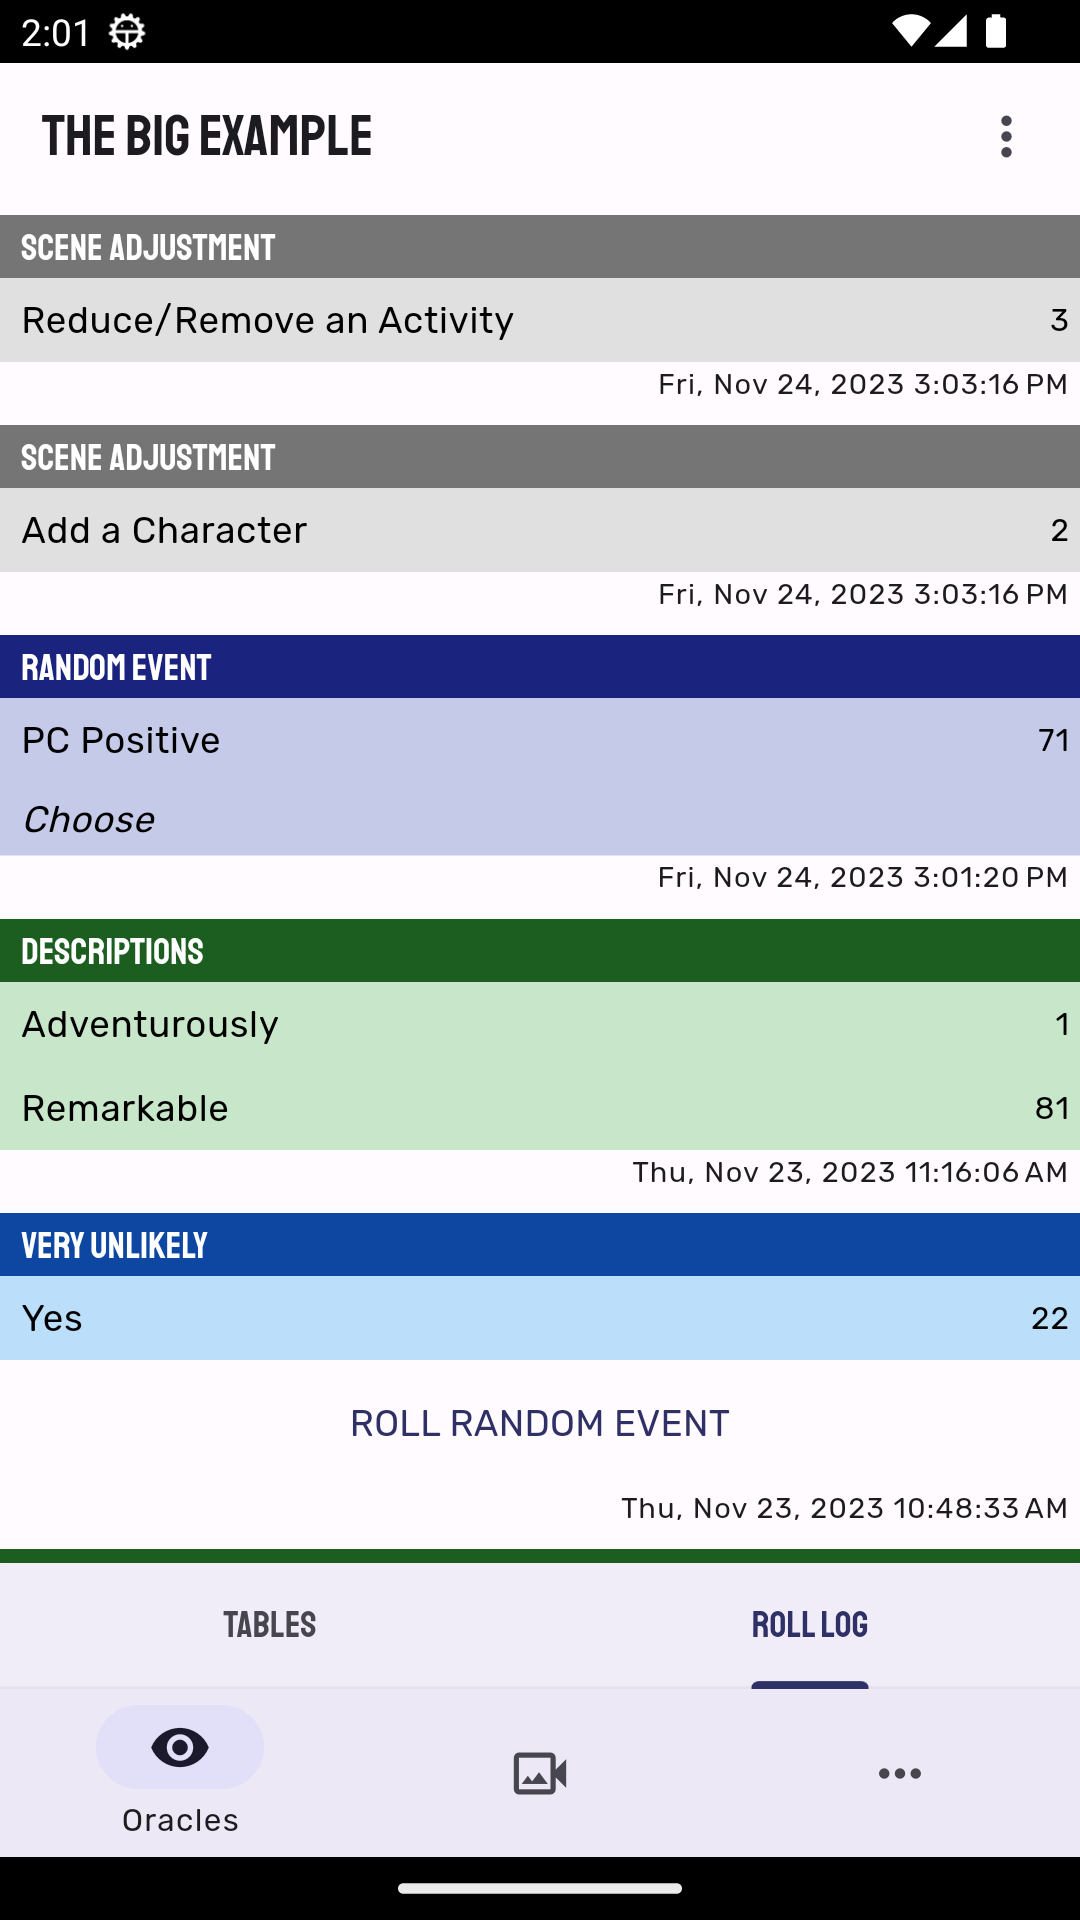 2:01
THE BIG EXAMPLE
SCENE ADJUSTMENT
Reduce/Remove an Activity 3
Fri, Nov 24, 2023 3:03:16 PM
SCENE ADJUSTMENT
Add a Character 2
Fri, Nov 24, 2023 3:03:16 PM
RANDOM EVENT
PC Positive 71
Choose
Fri, Nov 24, 2023 3:01:20 PM
DESCRIPTIONS
Adventurously 1
Remarkable 81
Thu, Nov 23, 2023 11:16:06 AM
VERY UNLIKELY
Yes 22
ROLL RANDOM EVENT
Thu, Nov 23, 2023 10:48:33 AM
TABLES ROLL LOG
Oracles